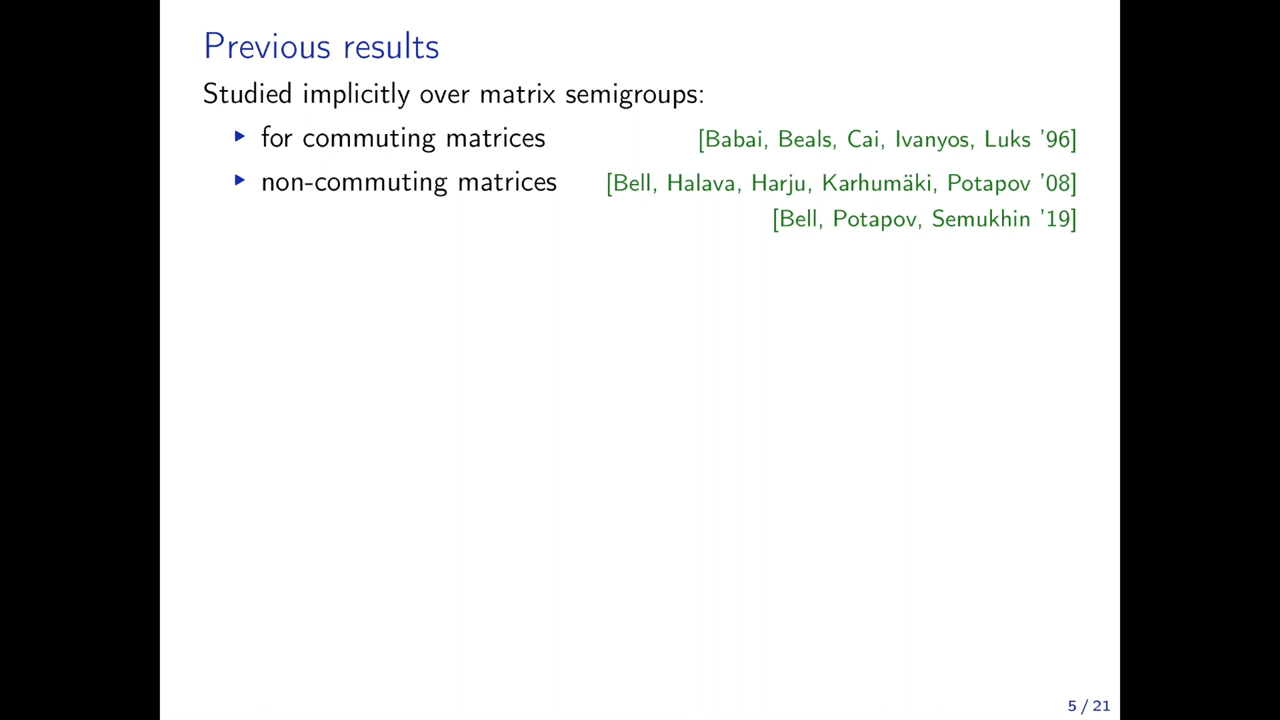 Previous results
Studied implicitly over matrix semigroups:
for commuting matrices [Babai, Beals, Cai, Ivanyos, Luks '96]
non-commuting matrices [Bell, Halava, Harju, Karhumäki, Potapov '08]
[Bell, Potapov, Semukhin '19]
5 / 21